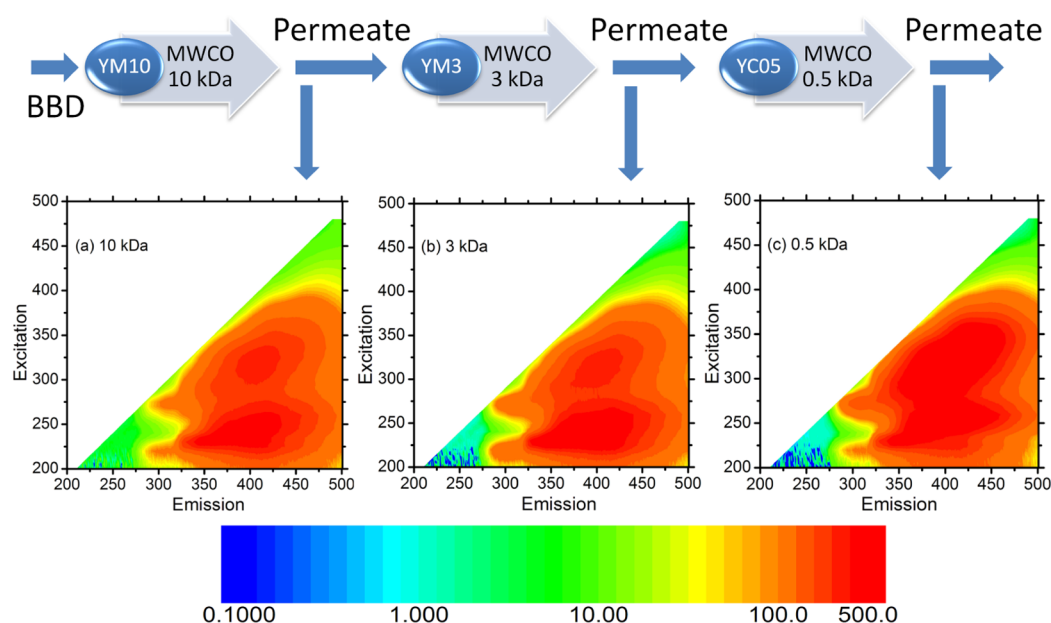 Permeate Permeate Permeate
YM10 MWCO 10 kDa
YM3 MWCO 3 kDa
YC05 MWCO 0.5 kDa
BBD
500
450
400
350
300
250
200
Excitation
(a) 10 kDa
200 250 300 350 400 450 500
Emission
500
450
400
350
300
250
200
Excitation
(b) 3 kDa
200 250 300 350 400 450 500
Emission
500
450
400
350
300
250
200
Excitation
(c) 0.5 kDa
200 250 300 350 400 450 500
Emission
0.1000 1.000 10.00 100.0 500.0